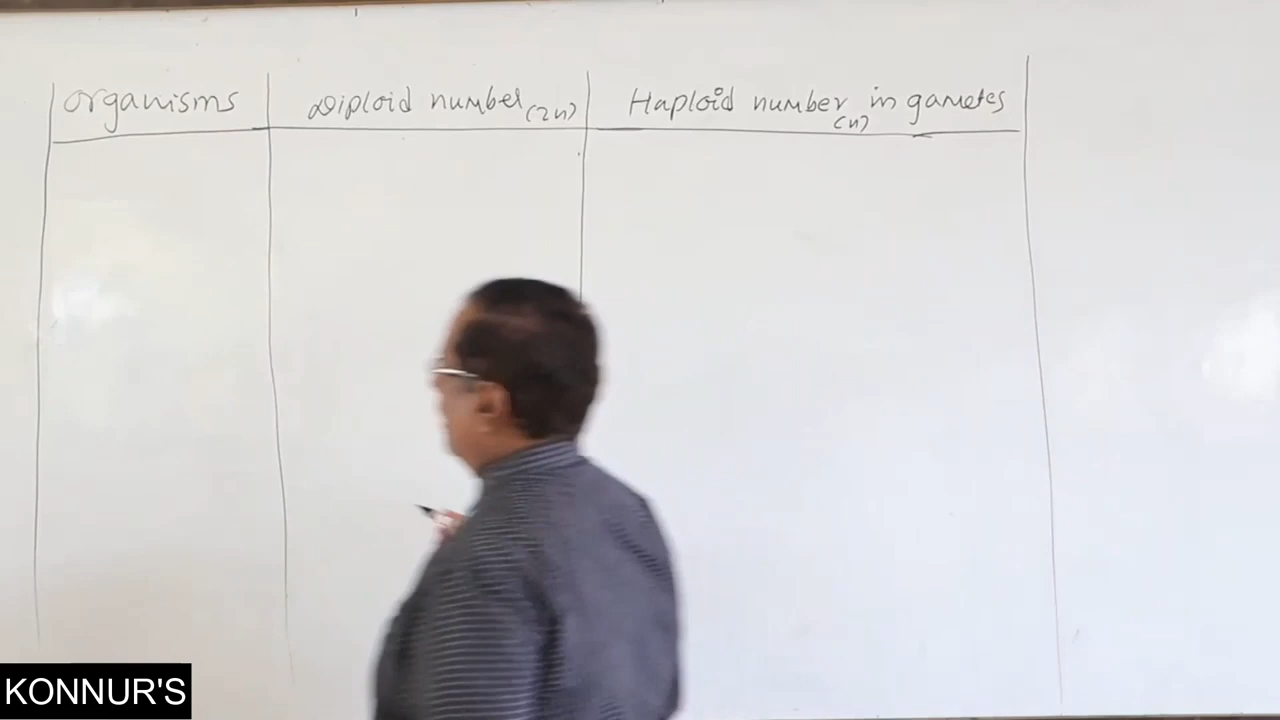 organisms
Diploid number (2n)
Haploid number in gametes
(n)
KONNUR'S